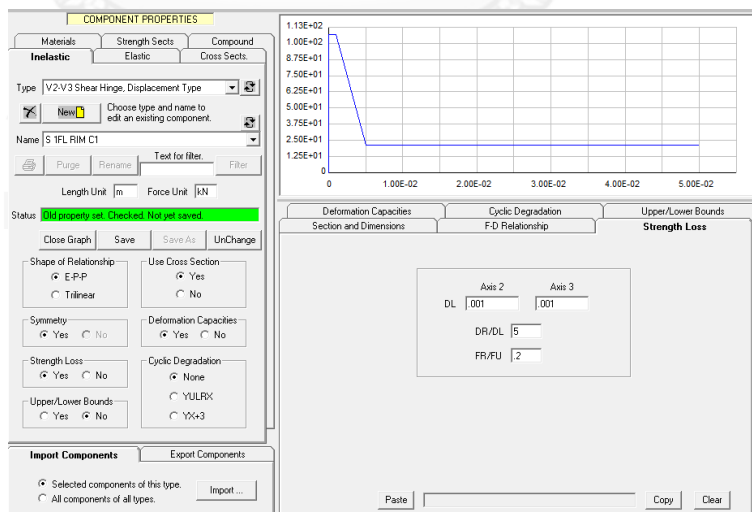 COMPONENT PROPERTIES
Materials Strength Sects Compound
Inelastic Elastic Cross Sects.
Type V2-V3 Shear Hinge, Displacement Type
New
Choose type and name to
edit an existing component.
Name S 1FL RIM C1
Text for filter.
Purge Rename Filter
Length Unit m Force Unit kN
Status Old property set. Checked. Not yet saved.
Close Graph Save Save As UnChange
Shape of Relationship
E-P-P
Trilinear
Use Cross Section
Yes
No
Symmetry
Yes No
Deformation Capacities
Yes No
Strength Loss
Yes No
Cyclic Degradation
None
YULRX
YX+3
Upper/Lower Bounds
Yes No
Import Components Export Components
Selected components of this type.
All components of all types.
Import ...
1.13E+02
1.00E+02
8.75E+01
7.50E+01
6.25E+01
5.00E+01
3.75E+01
2.50E+01
1.25E+01
0
0 1.00E-02 2.00E-02 3.00E-02 4.00E-02 5.00E-02
Deformation Capacities Cyclic Degradation Upper/Lower Bounds
Section and Dimensions F-D Relationship Strength Loss
Axis 2 Axis 3
DL .001 .001
DR/DL 5
FR/FU .2
Paste Copy Clear